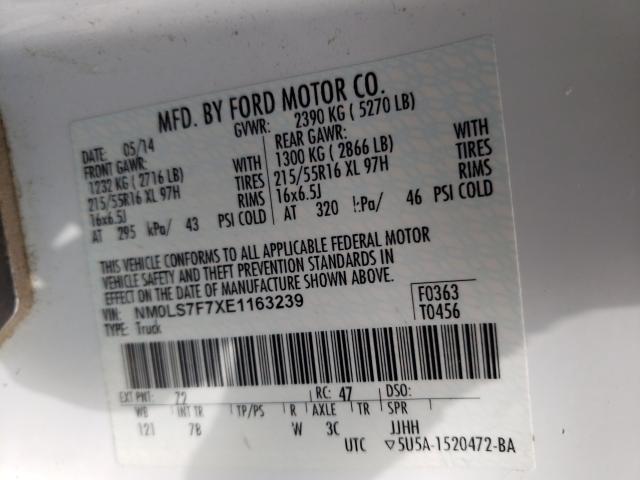 MFD. BY FORD MOTOR CO.
DATE: 05/14 GVWR: 2390 KG ( 5270 LB)
FRONT GAWR: REAR GAWR:
1232 KG ( 2716 LB) WITH 1300 KG ( 2866 LB) WITH
215/55R16 XL 97H TIRES 215/55R16 XL 97H TIRES
16x6.5J RIMS 16x6.5J RIMS
AT 295 kPa/ 43 PSI COLD AT 320 kPa/ 46 PSI COLD
THIS VEHICLE CONFORMS TO ALL APPLICABLE FEDERAL MOTOR
VEHICLE SAFETY AND THEFT PREVENTION STANDARDS IN
EFFECT ON THE DATE OF MANUFACTURE SHOWN ABOVE.
VIN: NM0LS7F7XE1163239 F0363
TYPE: Truck T0456
EXT PNT: 72 RC: 47 DSO:
WB INT TR TP/PS R AXLE TR SPR
121 7B W 3C JJHH
UTC ▽5U5A-1520472-BA